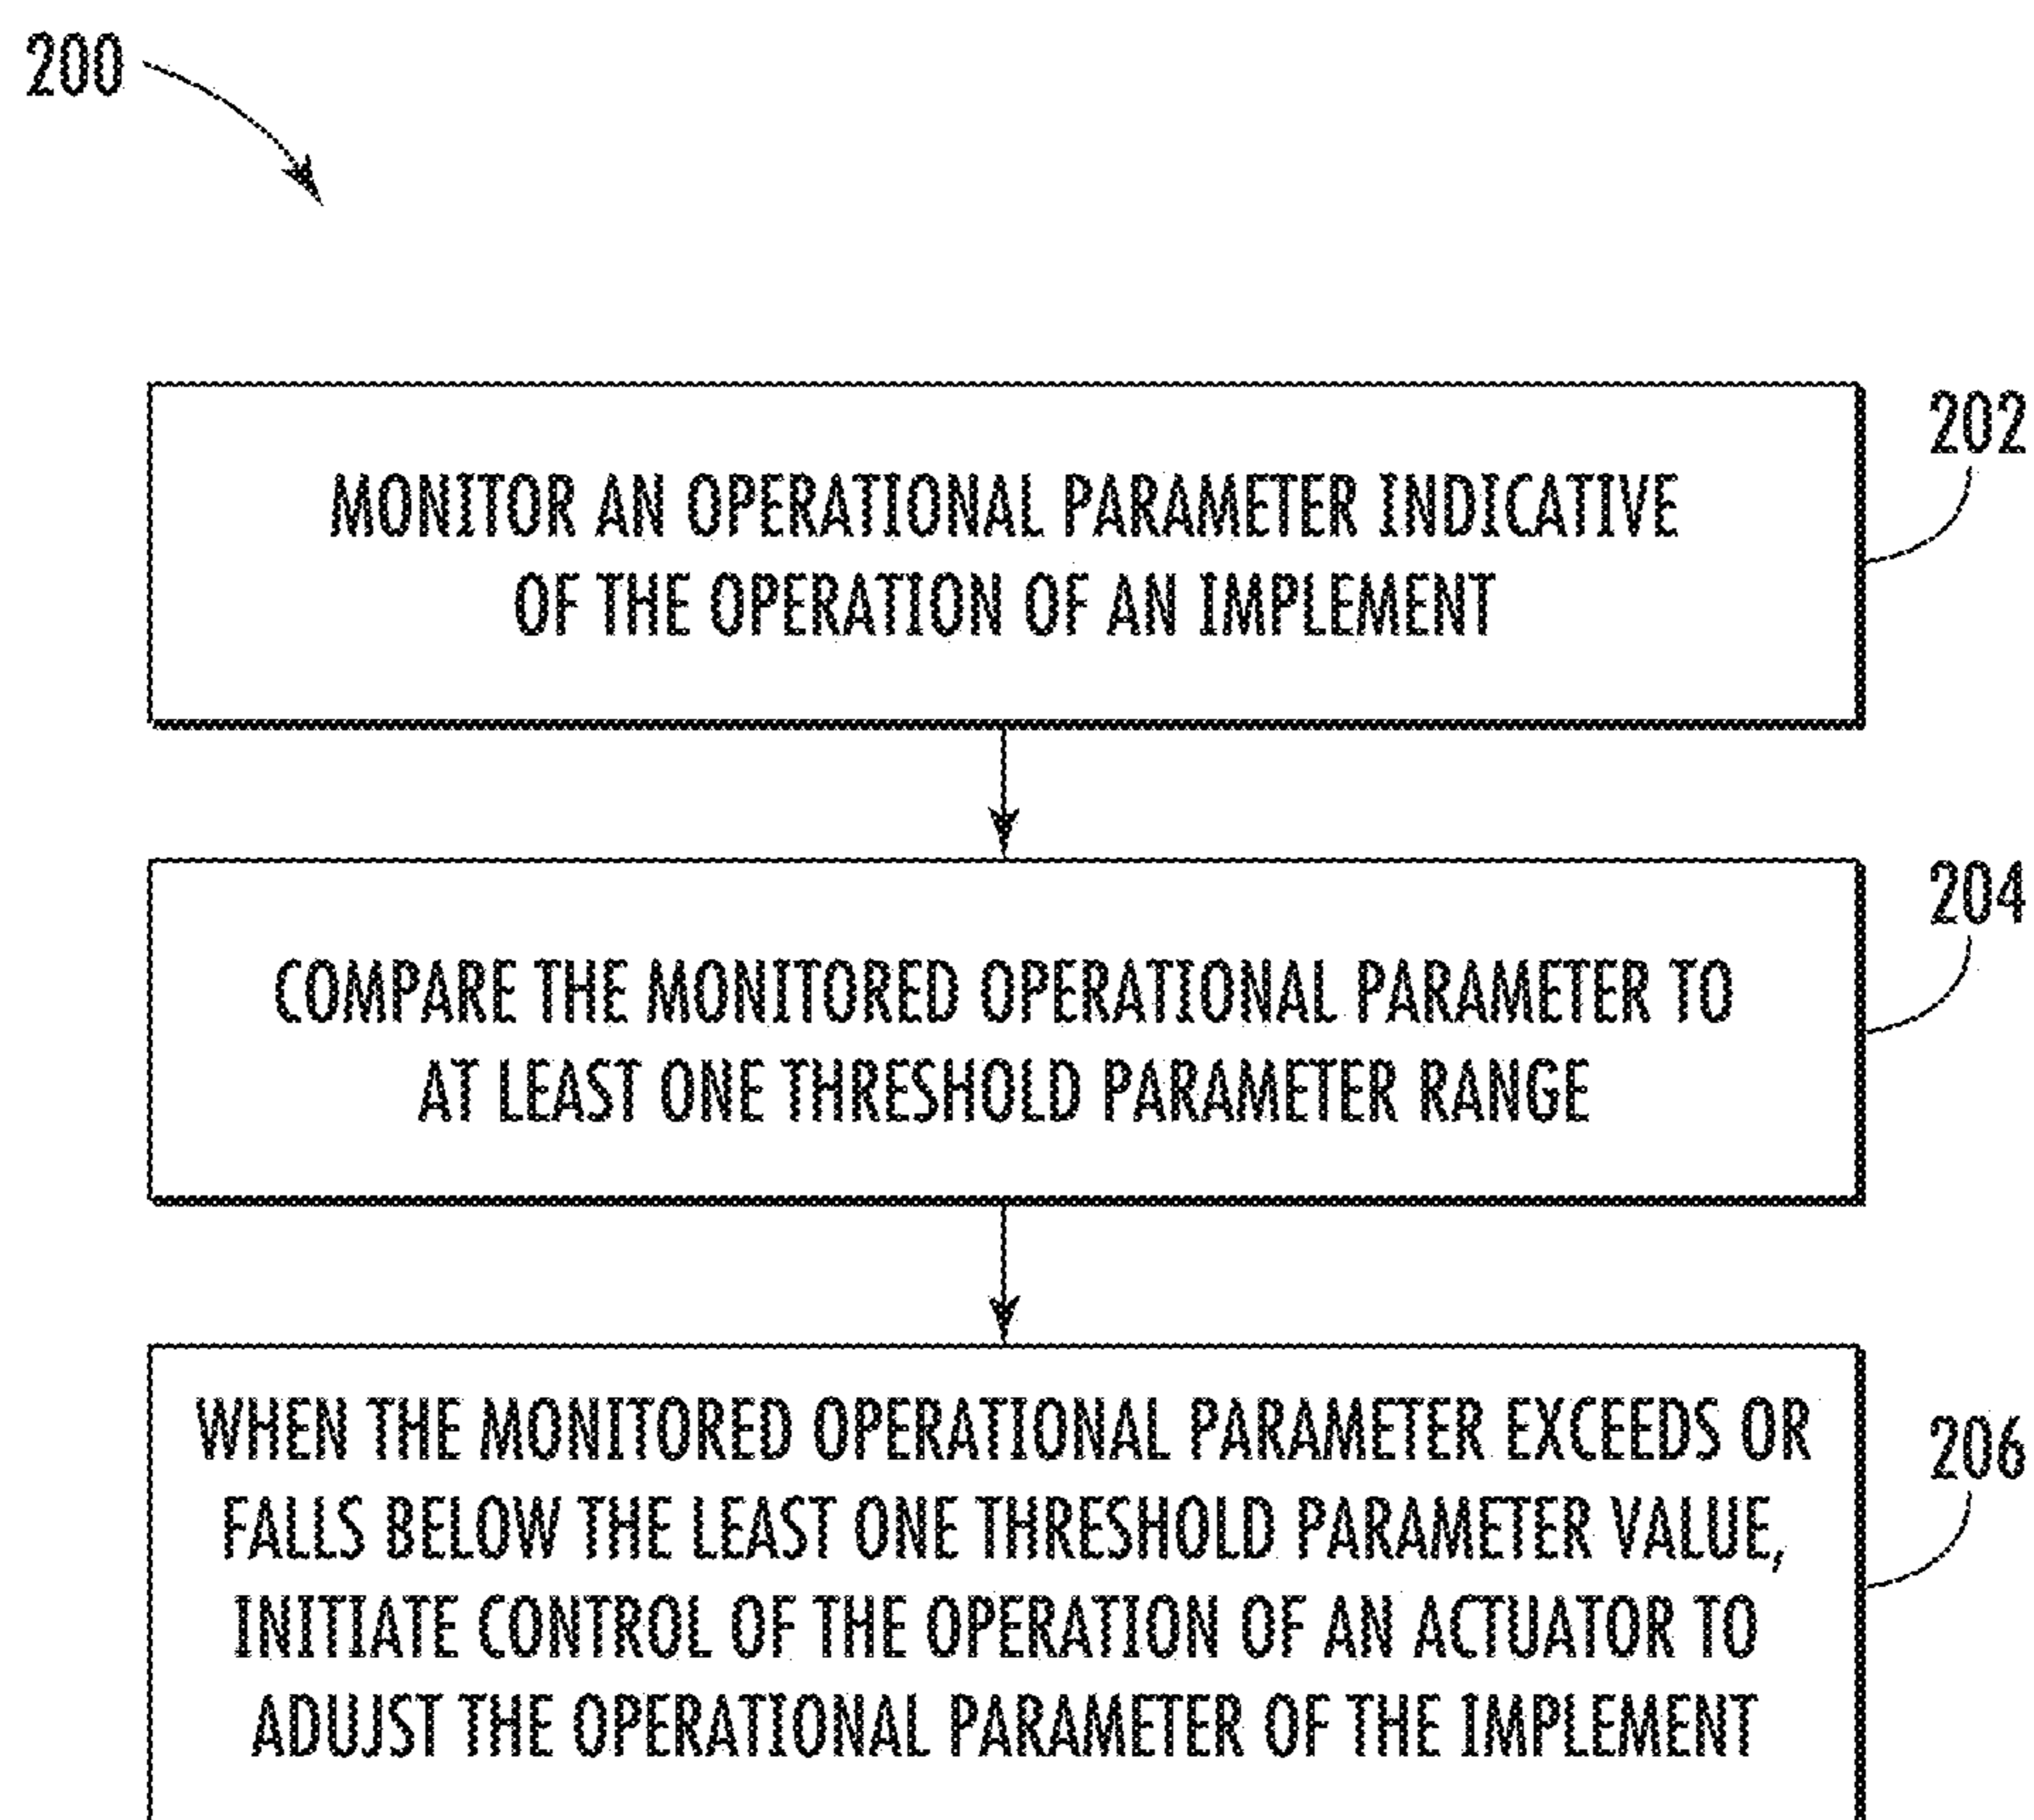 200
202
MONITOR AN OPERATIONAL PARAMETER INDICATIVE
OF THE OPERATION OF AN IMPLEMENT
204
COMPARE THE MONITORED OPERATIONAL PARAMETER TO
AT LEAST ONE THRESHOLD PARAMETER RANGE
206
WHEN THE MONITORED OPERATIONAL PARAMETER EXCEEDS OR
FALLS BELOW THE LEAST ONE THRESHOLD PARAMETER VALUE,
INITIATE CONTROL OF THE OPERATION OF AN ACTUATOR TO
ADUJST THE OPERATIONAL PARAMETER OF THE IMPLEMENT